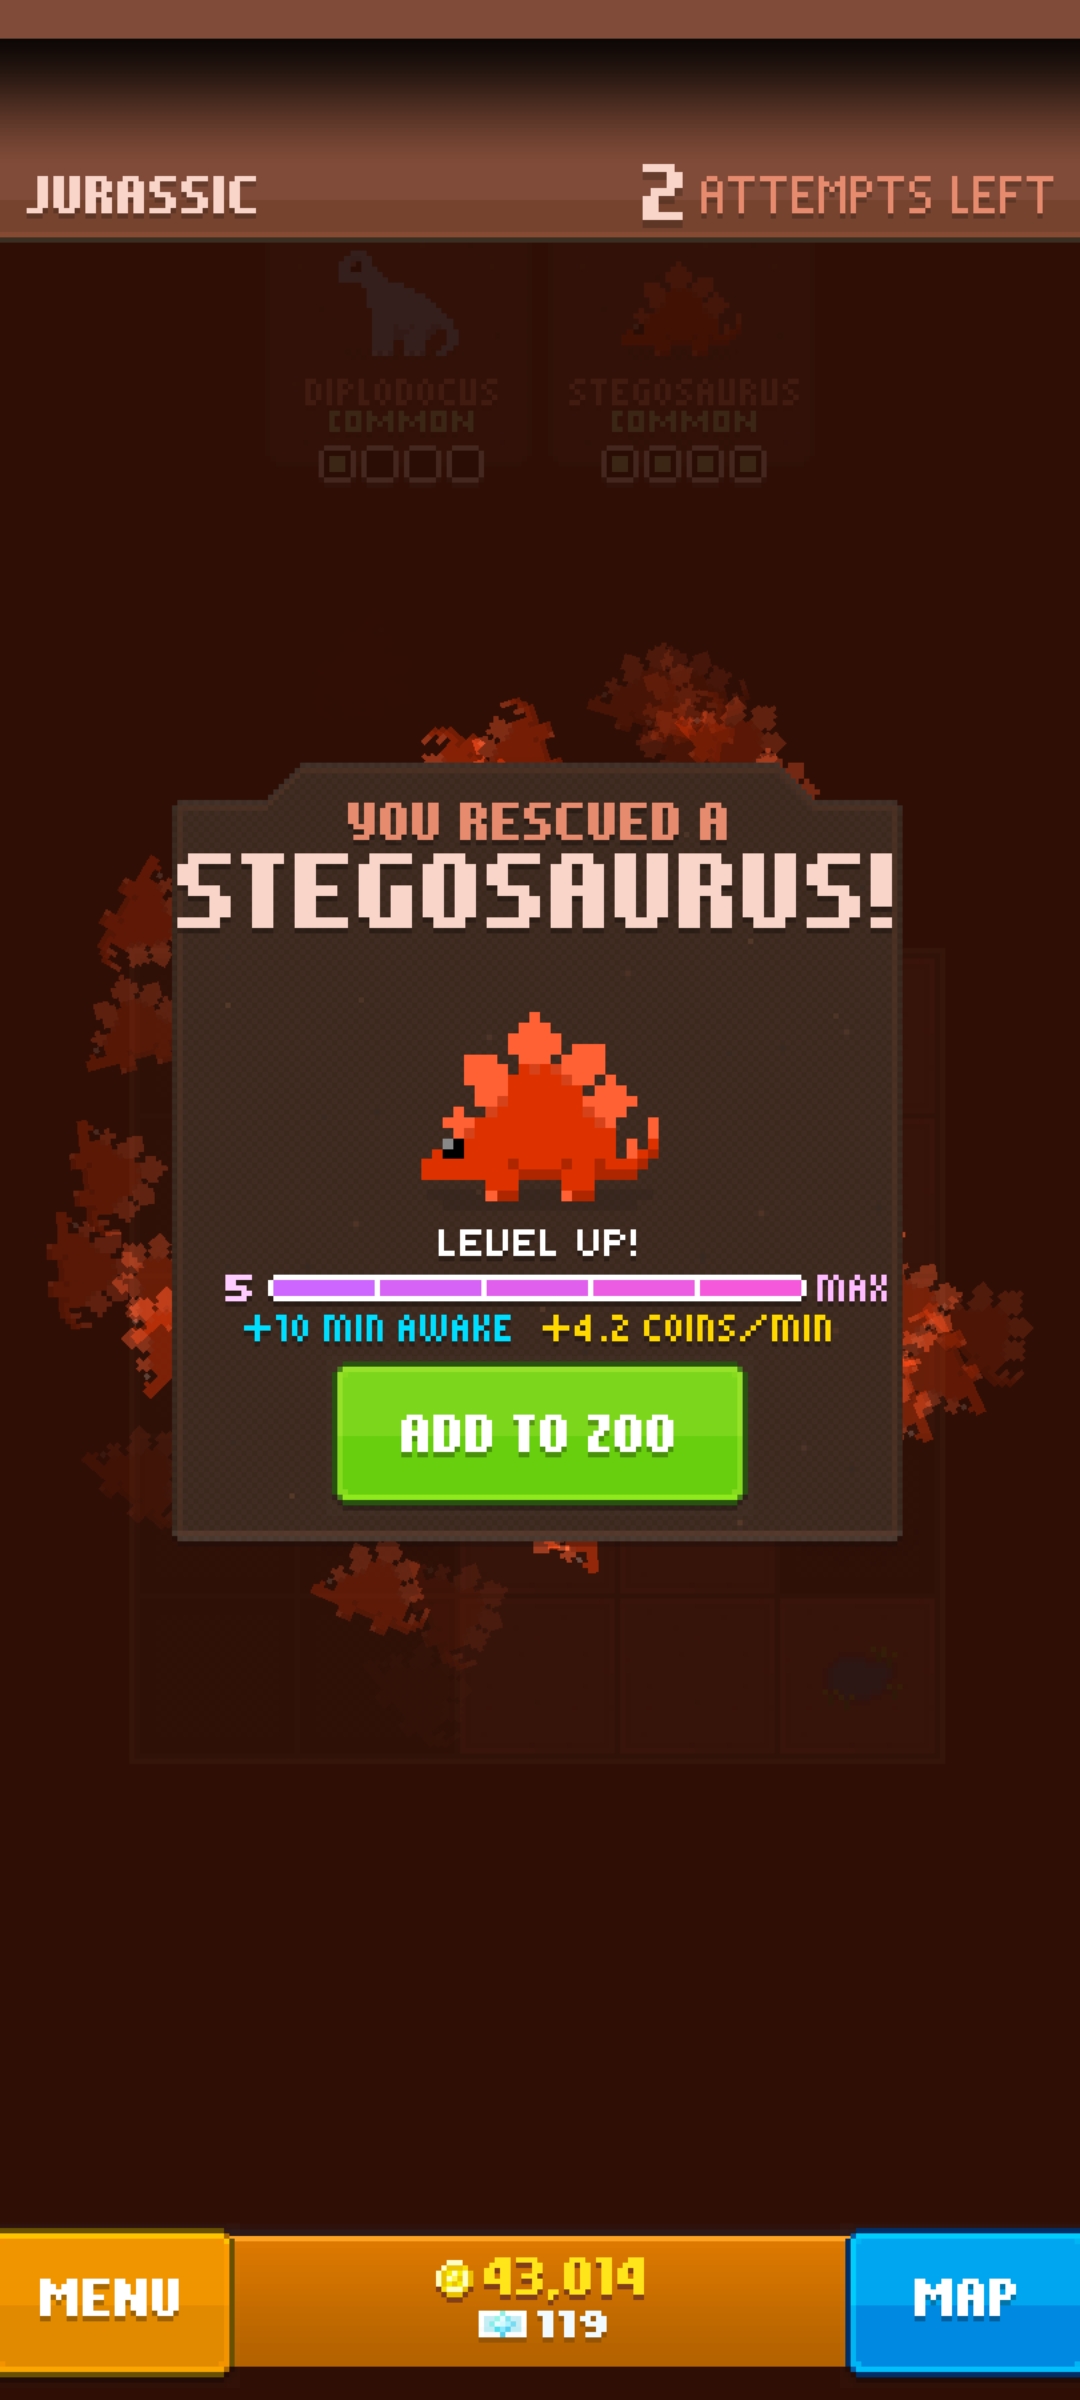 JURASSIC
2 ATTEMPTS LEFT
DIPLODOCUS
COMMON
STEGOSAURUS
COMMON
YOU RESCUED A
STEGOSAURUS!
LEVEL UP!
5 MAX
+10 MIN AWAKE +4.2 COINS/MIN
ADD TO ZOO
MENU
43,014
119
MAP